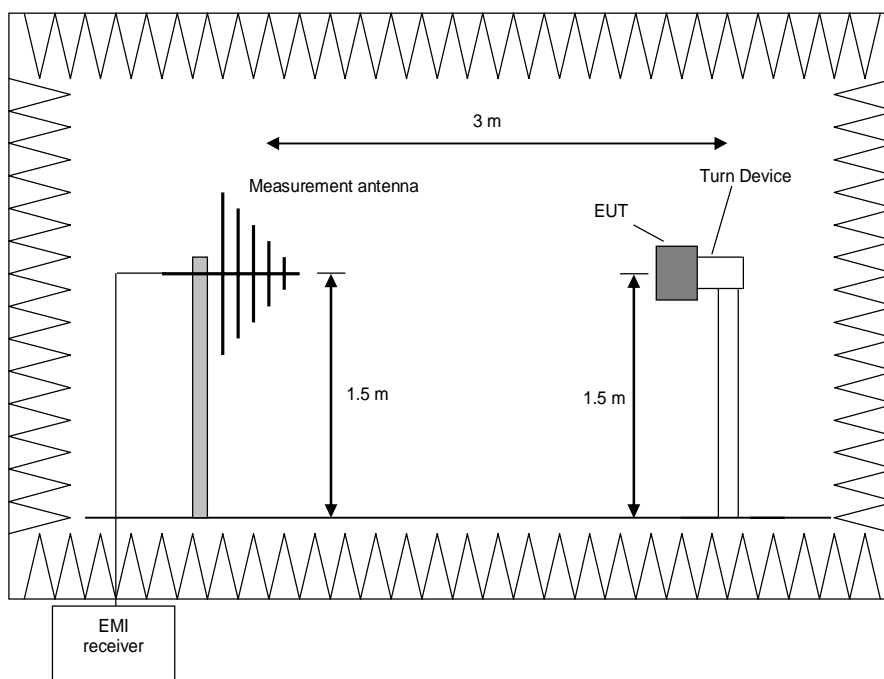 3 m
Measurement antenna
Turn Device
EUT
1.5 m
1.5 m
EMI
receiver